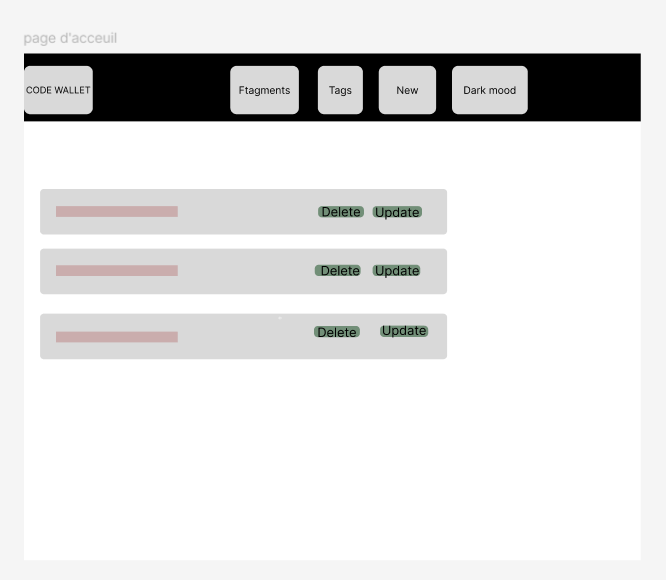 page d'acceuil
CODE WALLET Ftagments Tags New Dark mood
Delete Update
Delete Update
Delete Update